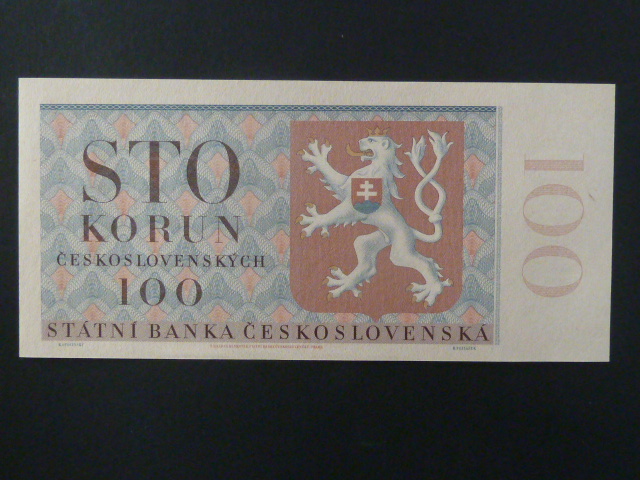 STO
KORUN
ČESKOSLOVENSKÝCH
100
STÁTNÍ BANKA ČESKOSLOVENSKÁ
100